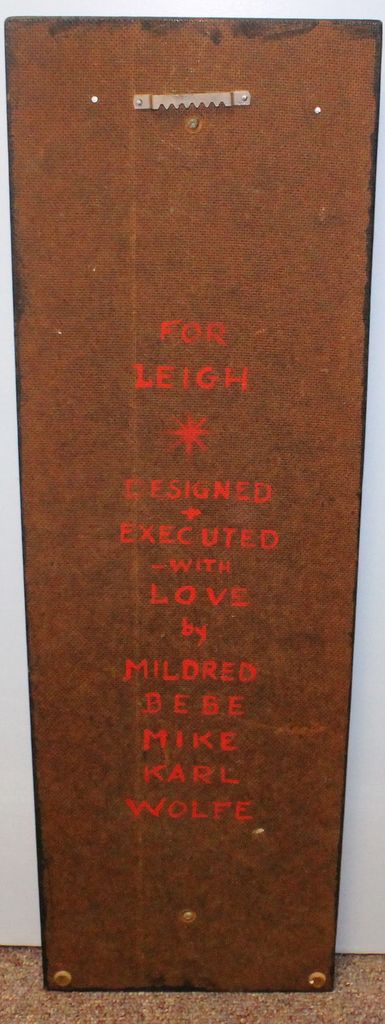 FOR
LEIGH
DESIGNED
+
EXECUTED
-WITH
LOVE
by
MILDRED
BEBE
MIKE
KARL
WOLFE